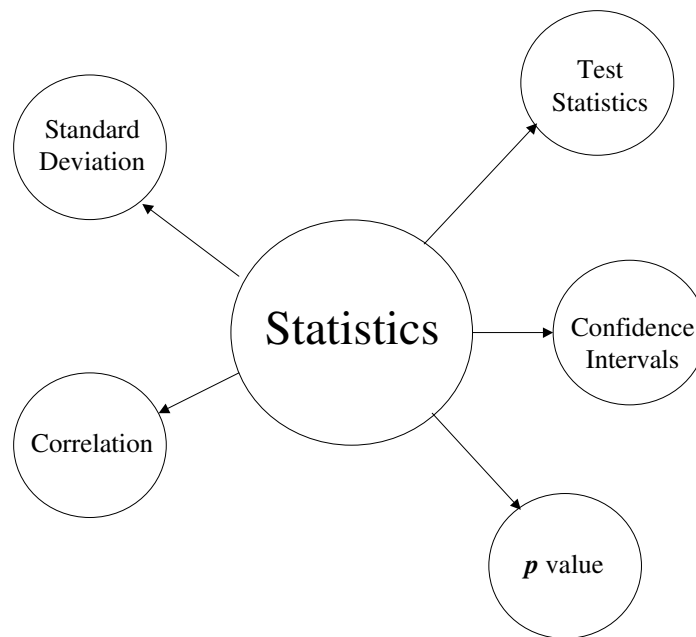 Test
Statistics
Standard
Deviation
Statistics
Confidence
Intervals
Correlation
p value